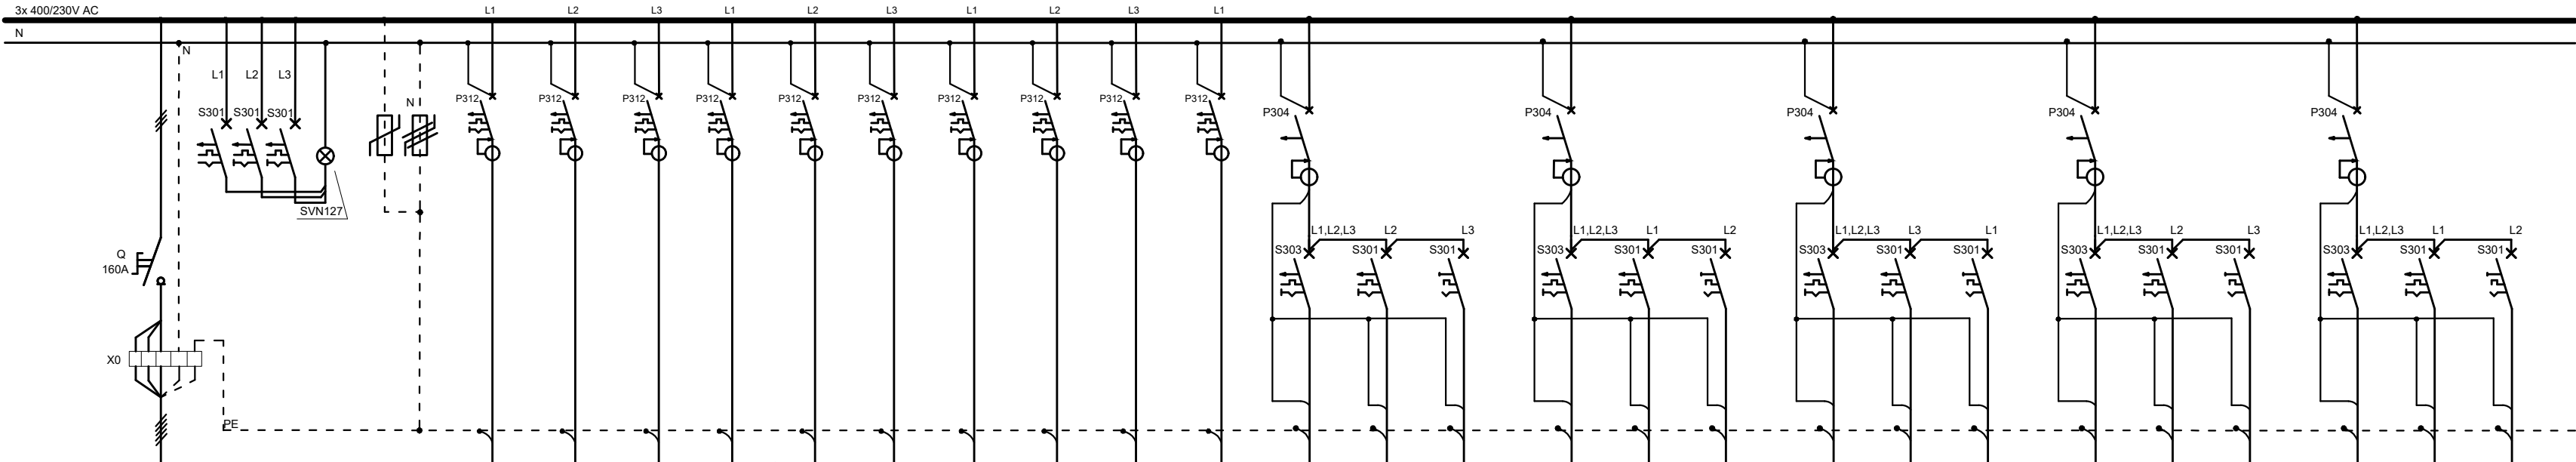 3x 400/230V AC
L1 L2 L3 L1 L2 L3 L1 L2 L3 L1
N
N
L1 L2 L3
S301 S301 S301
N
P312 P312 P312 P312 P312 P312 P312 P312 P312 P312
P304 P304 P304 P304 P304
SVN127
L1,L2,L3 L2 L3 L1,L2,L3 L1 L2 L1,L2,L3 L3 L1 L1,L2,L3 L2 L3 L1,L2,L3 L1 L2
S303 S301 S301 S303 S301 S301 S303 S301 S301 S303 S301 S301 S303 S301 S301
Q
160A
X0
PE